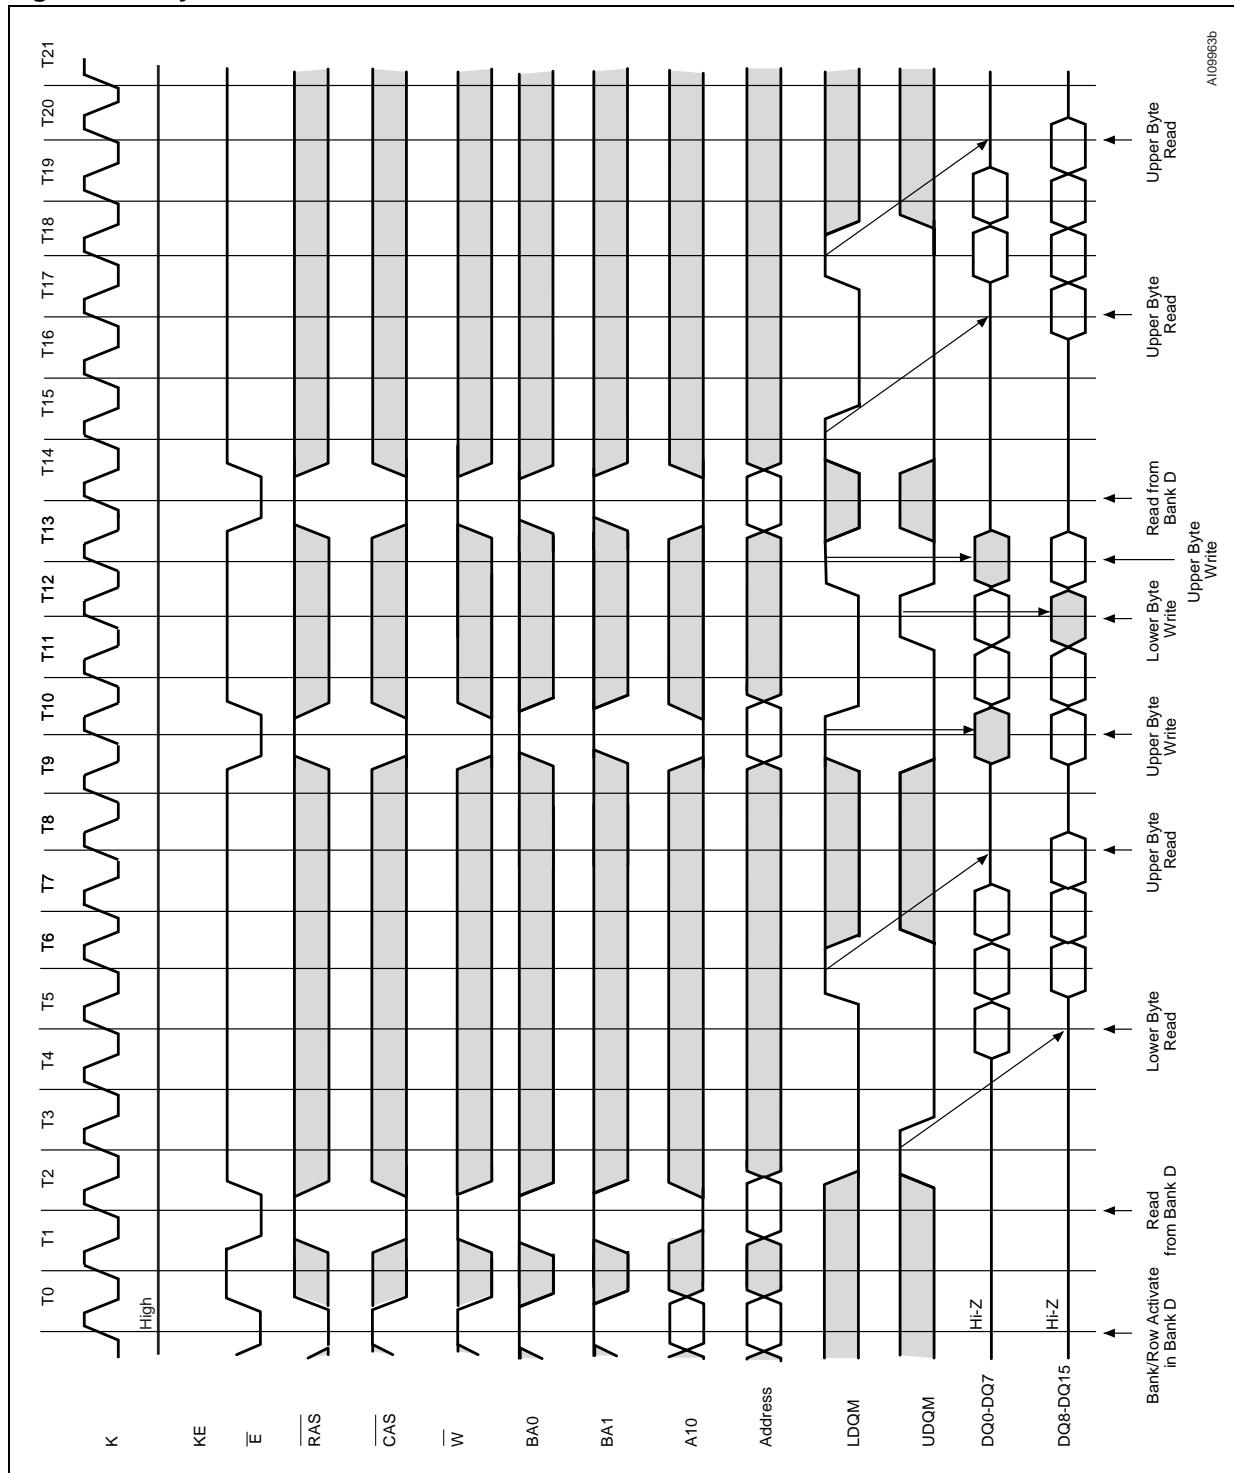 T0 T1 T2 T3 T4 T5 T6 T7 T8 T9 T10 T11 T12 T13 T14 T15 T16 T17 T18 T19 T20 T21
K
High
KE
E
RAS
CAS
W
BA0
BA1
A10
Address
LDQM
UDQM
Hi-Z
DQ0-DQ7
Hi-Z
DQ8-DQ15
Bank/Row Activate
in Bank D
Read
from Bank D
Lower Byte
Read
Upper Byte
Read
Upper Byte
Write
Lower Byte
Write
Upper Byte
Write
Read from
Bank D
Upper Byte
Read
Upper Byte
Read
AI09963b